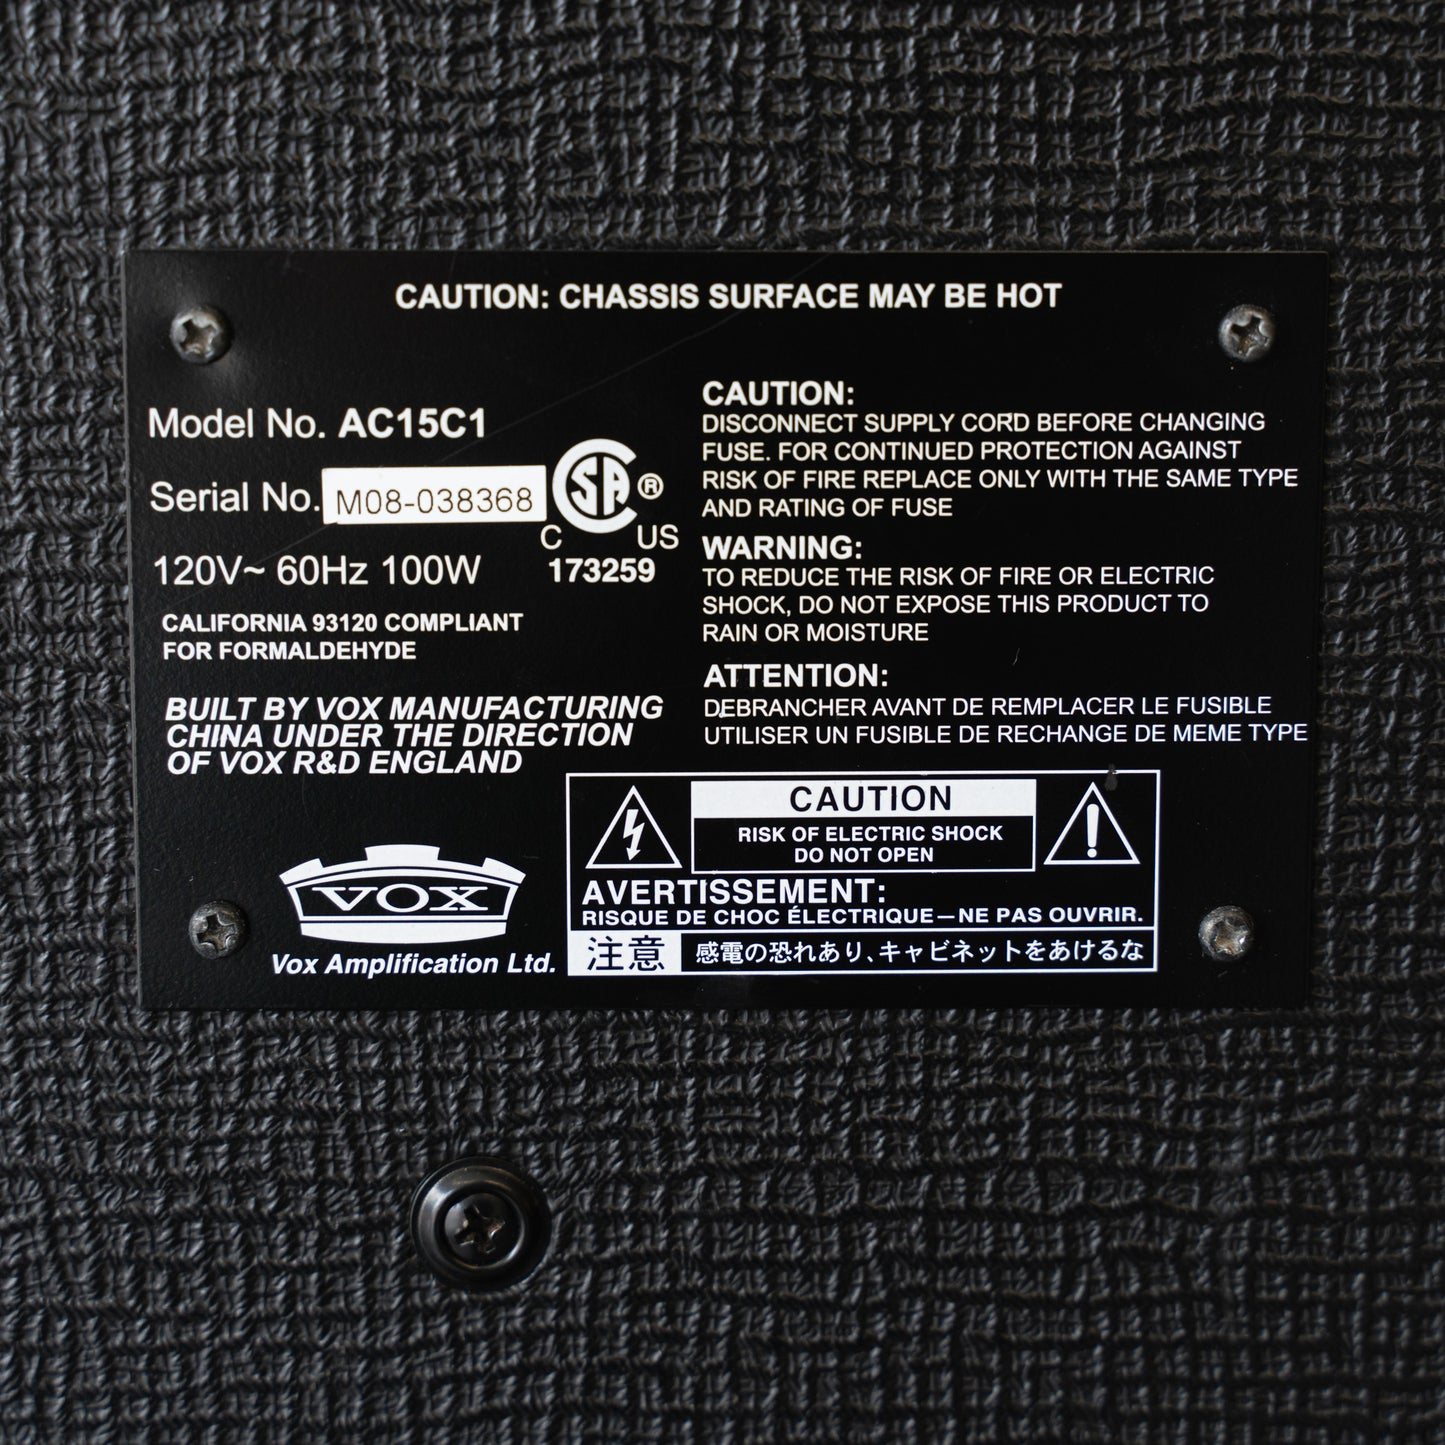 CAUTION: CHASSIS SURFACE MAY BE HOT
Model No. AC15C1
Serial No. M08-038368
SA ®
C US
173259
120V~ 60Hz 100W
CALIFORNIA 93120 COMPLIANT
FOR FORMALDEHYDE
BUILT BY VOX MANUFACTURING
CHINA UNDER THE DIRECTION
OF VOX R&D ENGLAND
VOX
Vox Amplification Ltd.
CAUTION:
DISCONNECT SUPPLY CORD BEFORE CHANGING
FUSE. FOR CONTINUED PROTECTION AGAINST
RISK OF FIRE REPLACE ONLY WITH THE SAME TYPE
AND RATING OF FUSE
WARNING:
TO REDUCE THE RISK OF FIRE OR ELECTRIC
SHOCK, DO NOT EXPOSE THIS PRODUCT TO
RAIN OR MOISTURE
ATTENTION:
DEBRANCHER AVANT DE REMPLACER LE FUSIBLE
UTILISER UN FUSIBLE DE RECHANGE DE MEME TYPE
CAUTION
RISK OF ELECTRIC SHOCK
DO NOT OPEN
AVERTISSEMENT:
RISQUE DE CHOC ÉLECTRIQUE—NE PAS OUVRIR.
注意 感電の恐れあり、キャビネットをあけるな